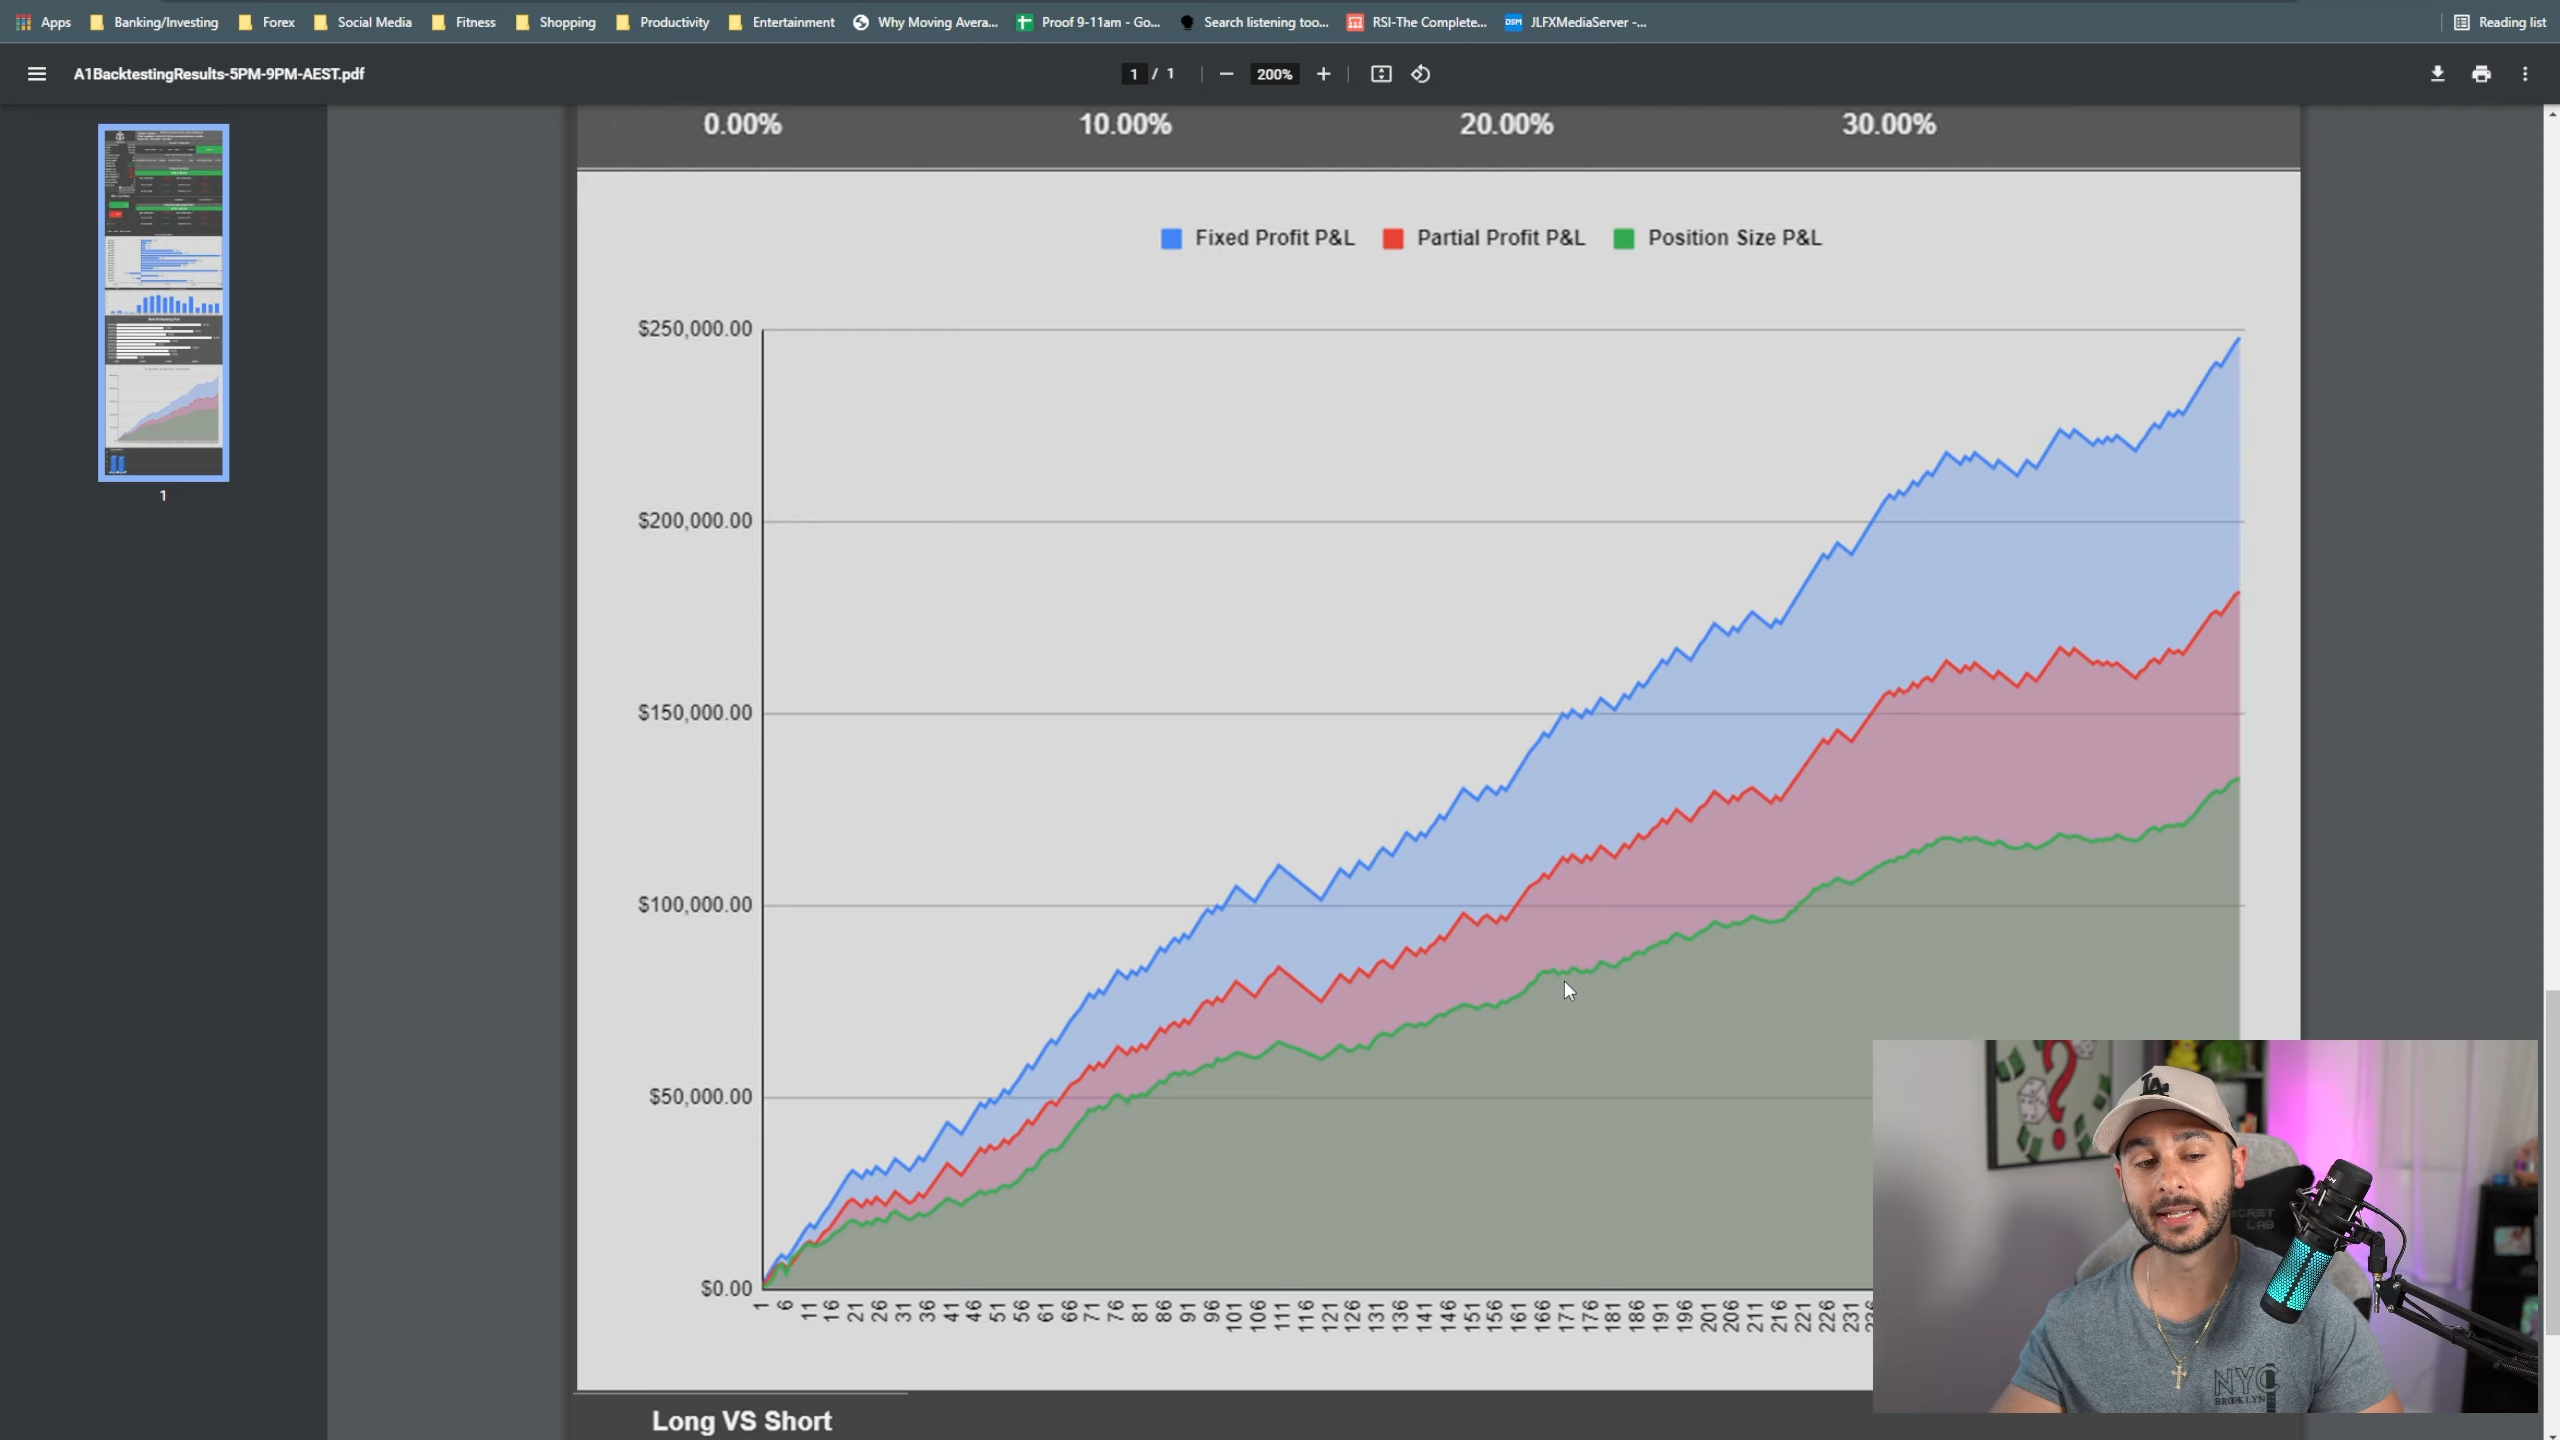 Apps Banking/Investing Forex Social Media Fitness Shopping Productivity Entertainment Why Moving Avera... Proof 9-11am - Go... Search listening too... RSI-The Complete... DSM JLFXMediaServer -... Reading list
A1BacktestingResults-5PM-9PM-AEST.pdf 1 / 1 200%
0.00% 10.00% 20.00% 30.00%
Fixed Profit P&L Partial Profit P&L Position Size P&L
$250,000.00
$200,000.00
$150,000.00
$100,000.00
$50,000.00
$0.00
1 6 11 16 21 26 31 36 41 46 51 56 61 66 71 76 81 86 91 96 101 106 111 116 121 126 131 136 141 146 151 156 161 166 171 176 181 186 191 196 201 206 211 216 221 226 231
Long VS Short
1
LA
NYC
BROOKLYN